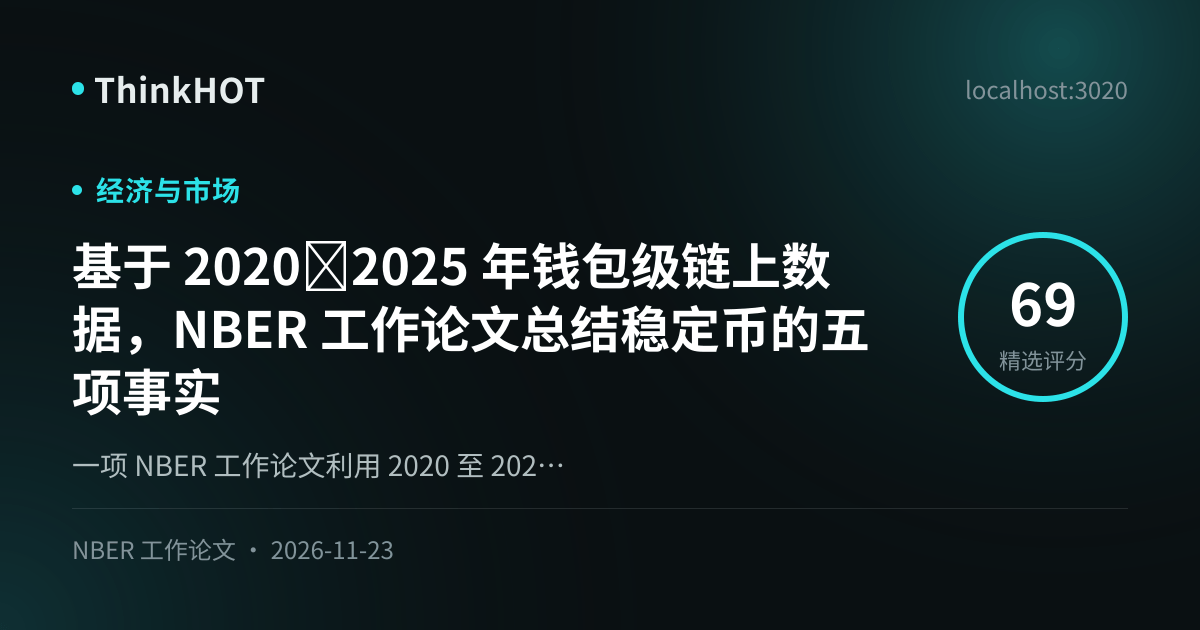 ThinkHOT
localhost:3020
经济与市场
基于 2020☒2025 年钱包级链上数
据，NBER 工作论文总结稳定币的五
项事实
69
精选评分
一项 NBER 工作论文利用 2020 至 202…
NBER 工作论文 · 2026-11-23